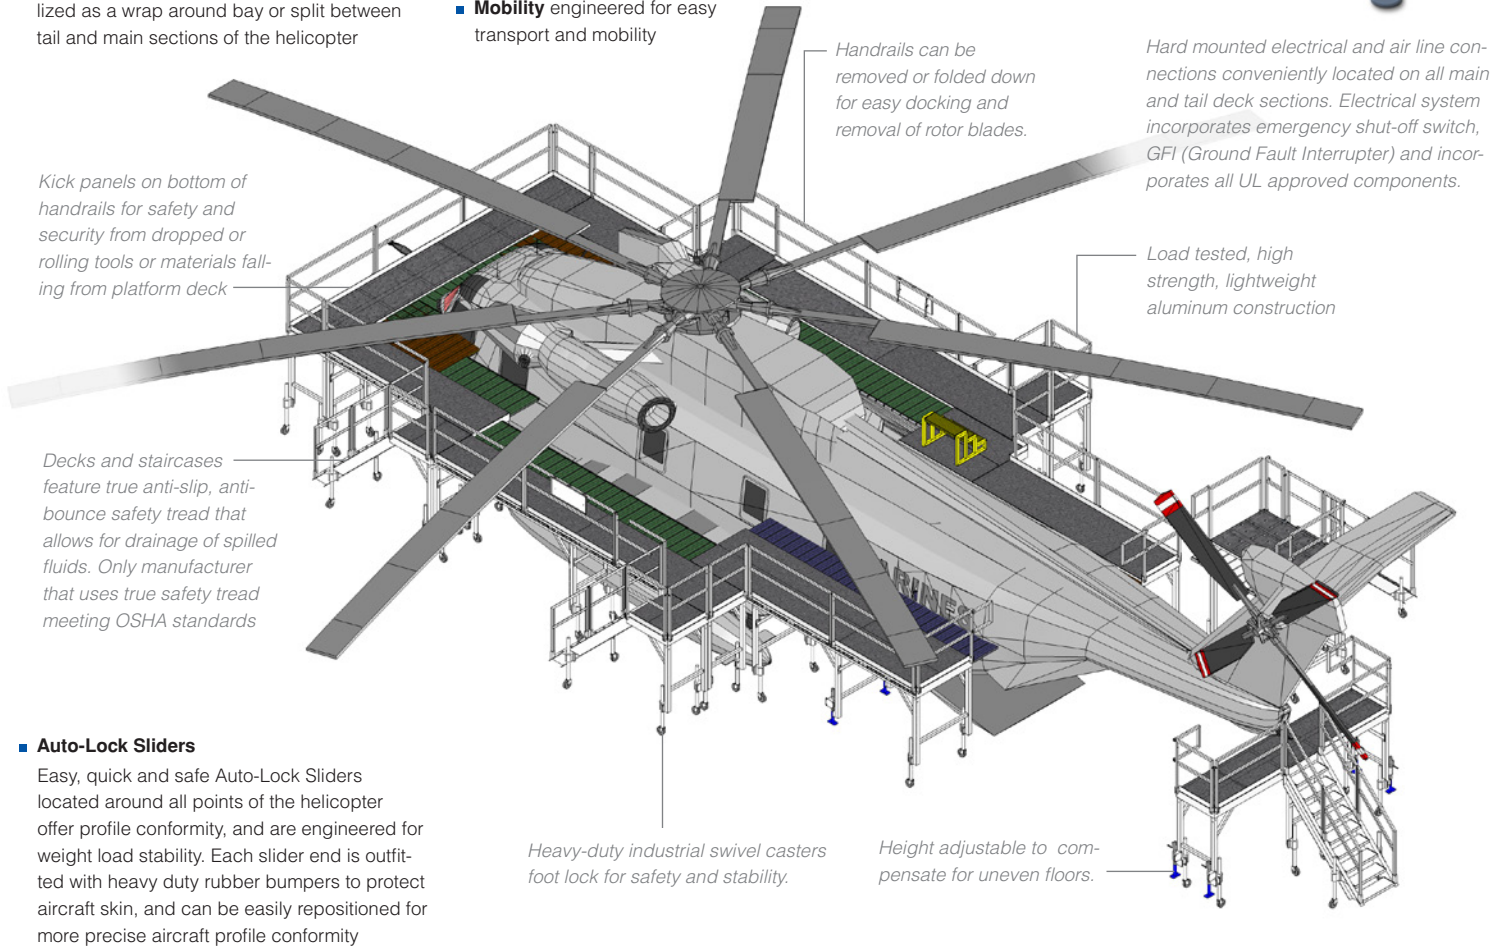 lized as a wrap around bay or split between
tail and main sections of the helicopter
Mobility engineered for easy
transport and mobility
Handrails can be
removed or folded down
for easy docking and
removal of rotor blades.
Hard mounted electrical and air line con-
nections conveniently located on all main
and tail deck sections. Electrical system
incorporates emergency shut-off switch,
GFI (Ground Fault Interrupter) and incor-
porates all UL approved components.
Kick panels on bottom of
handrails for safety and
security from dropped or
rolling tools or materials fall-
ing from platform deck
Load tested, high
strength, lightweight
aluminum construction
Decks and staircases
feature true anti-slip, anti-
bounce safety tread that
allows for drainage of spilled
fluids. Only manufacturer
that uses true safety tread
meeting OSHA standards
Auto-Lock Sliders
Easy, quick and safe Auto-Lock Sliders
located around all points of the helicopter
offer profile conformity, and are engineered for
weight load stability. Each slider end is outfit-
ted with heavy duty rubber bumpers to protect
aircraft skin, and can be easily repositioned for
more precise aircraft profile conformity
Heavy-duty industrial swivel casters
foot lock for safety and stability.
Height adjustable to com-
pensate for uneven floors.